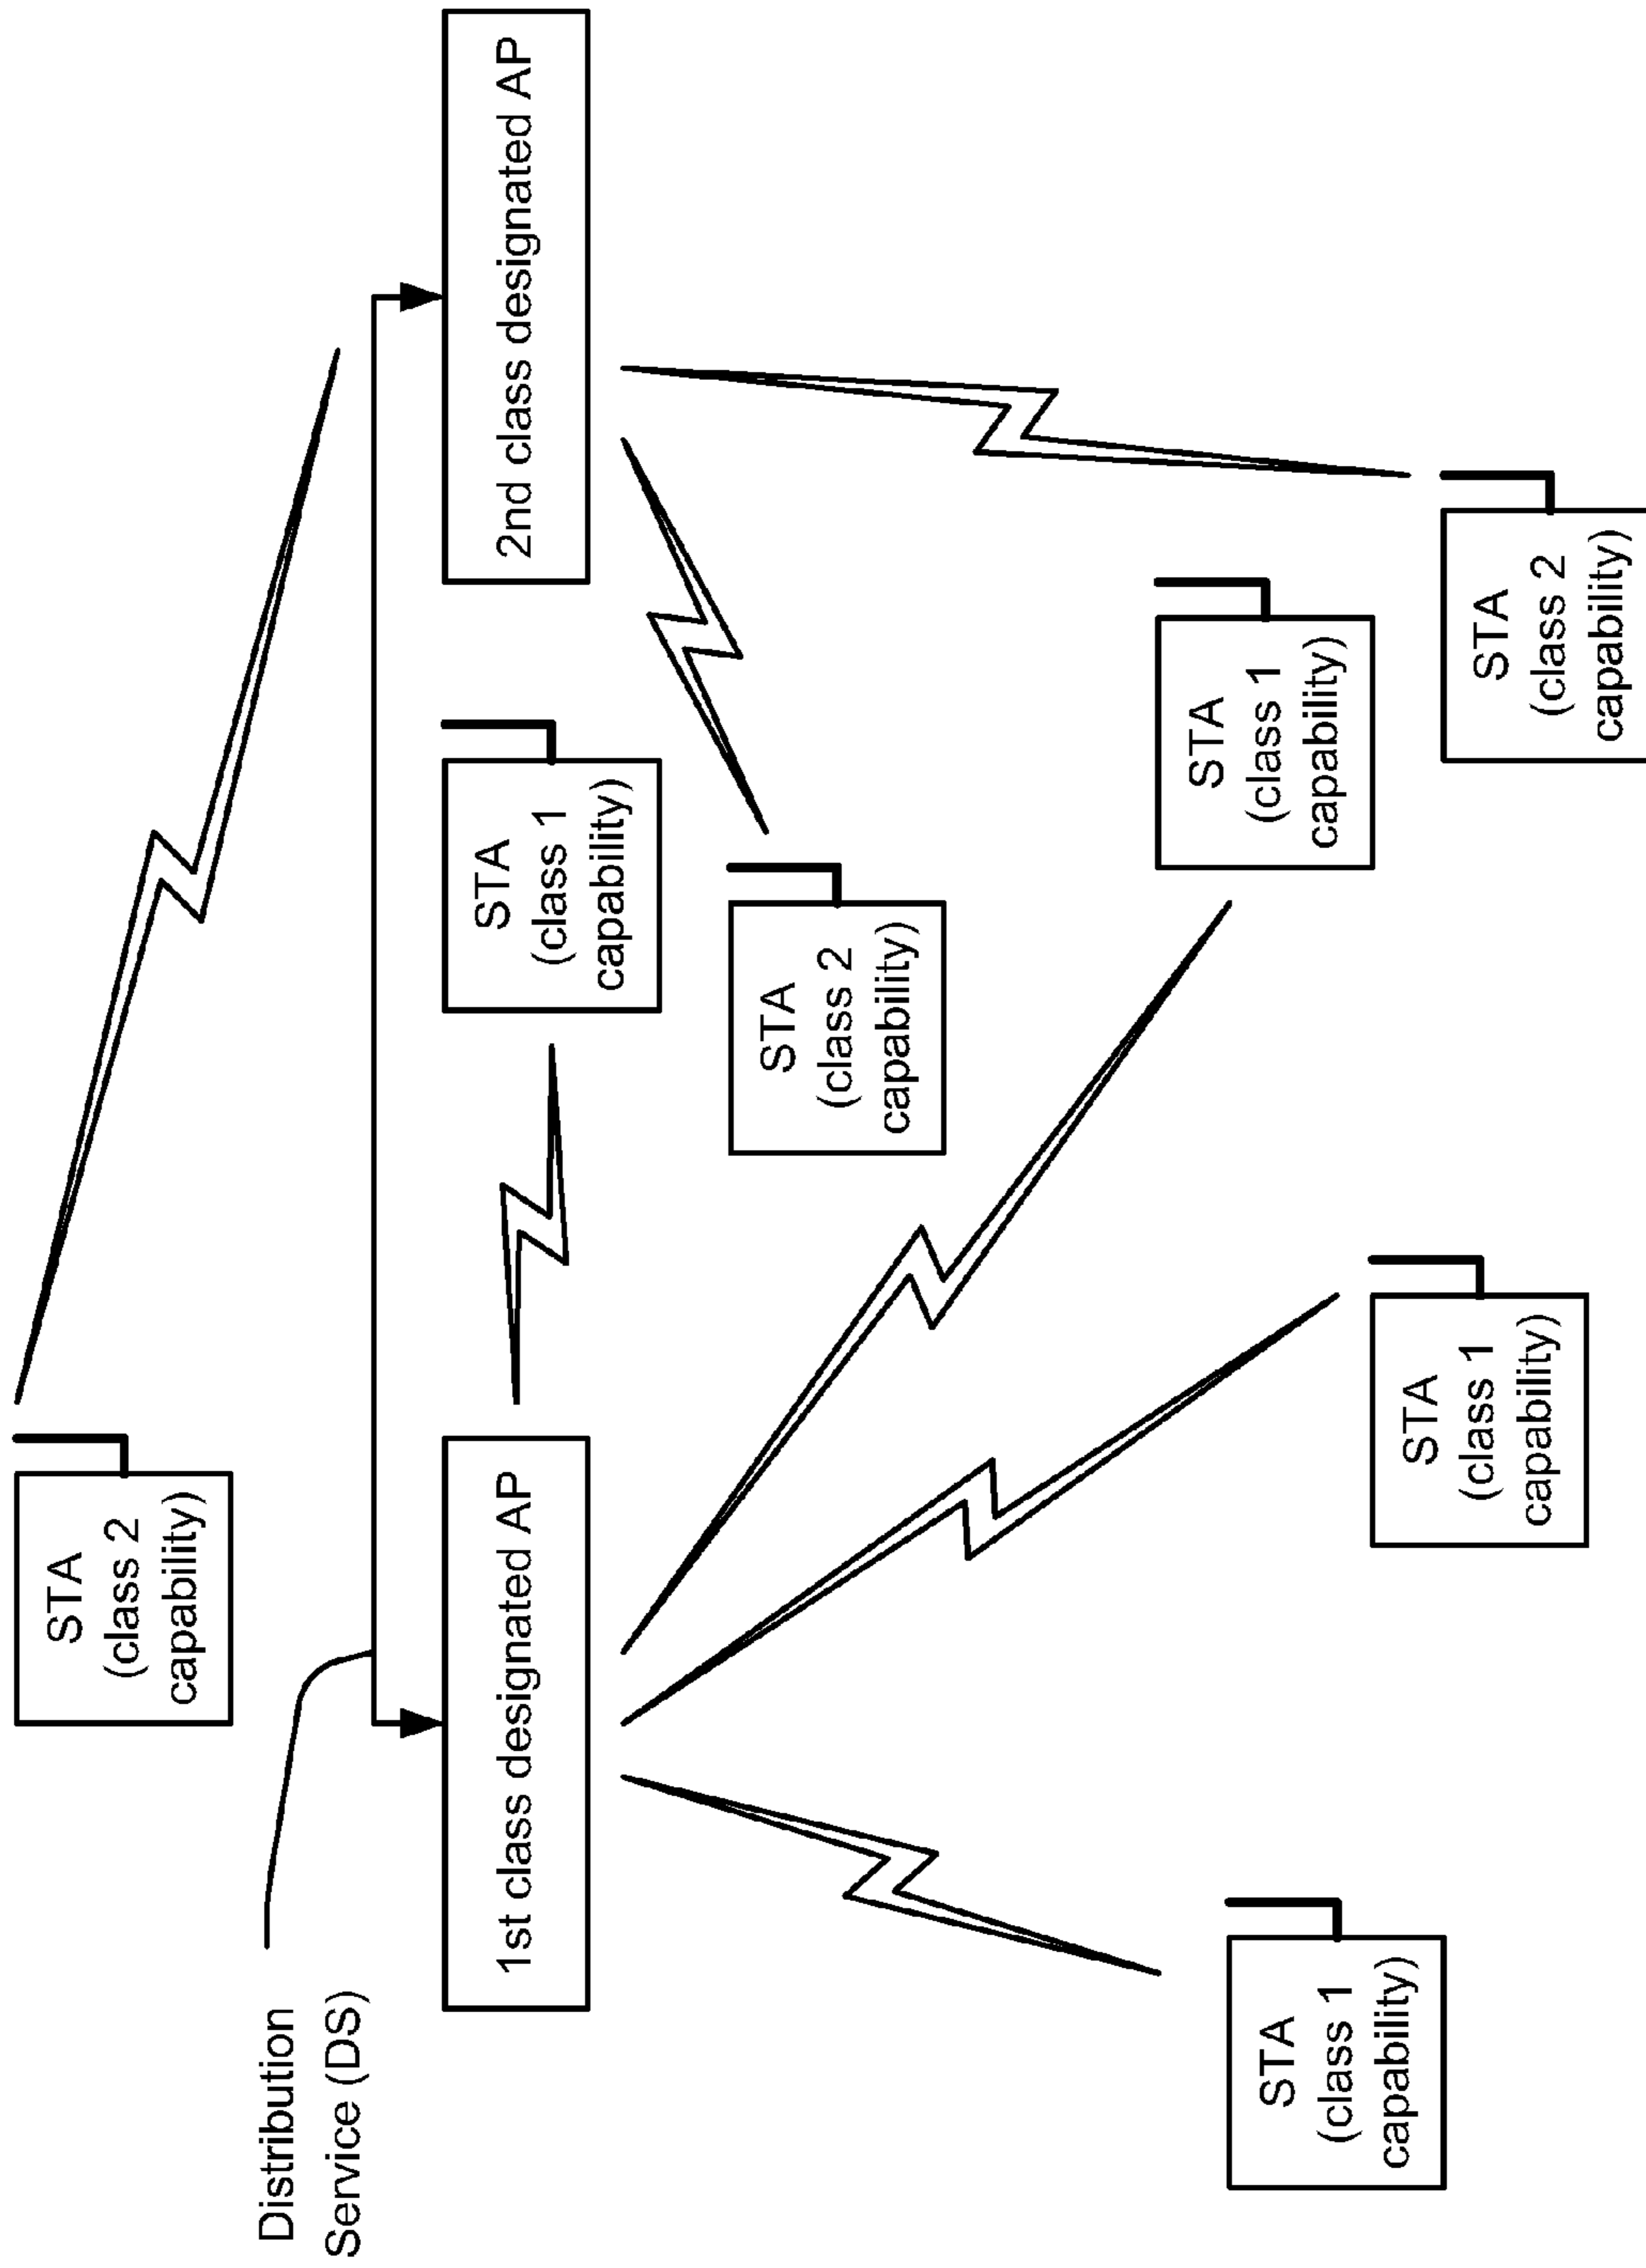 STA
(class 2
capability)
Distribution
Service (DS)
1st class designated AP
2nd class designated AP
STA
(class 1
capability)
STA
(class 2
capability)
STA
(class 1
capability)
STA
(class 1
capability)
STA
(class 1
capability)
STA
(class 2
capability)